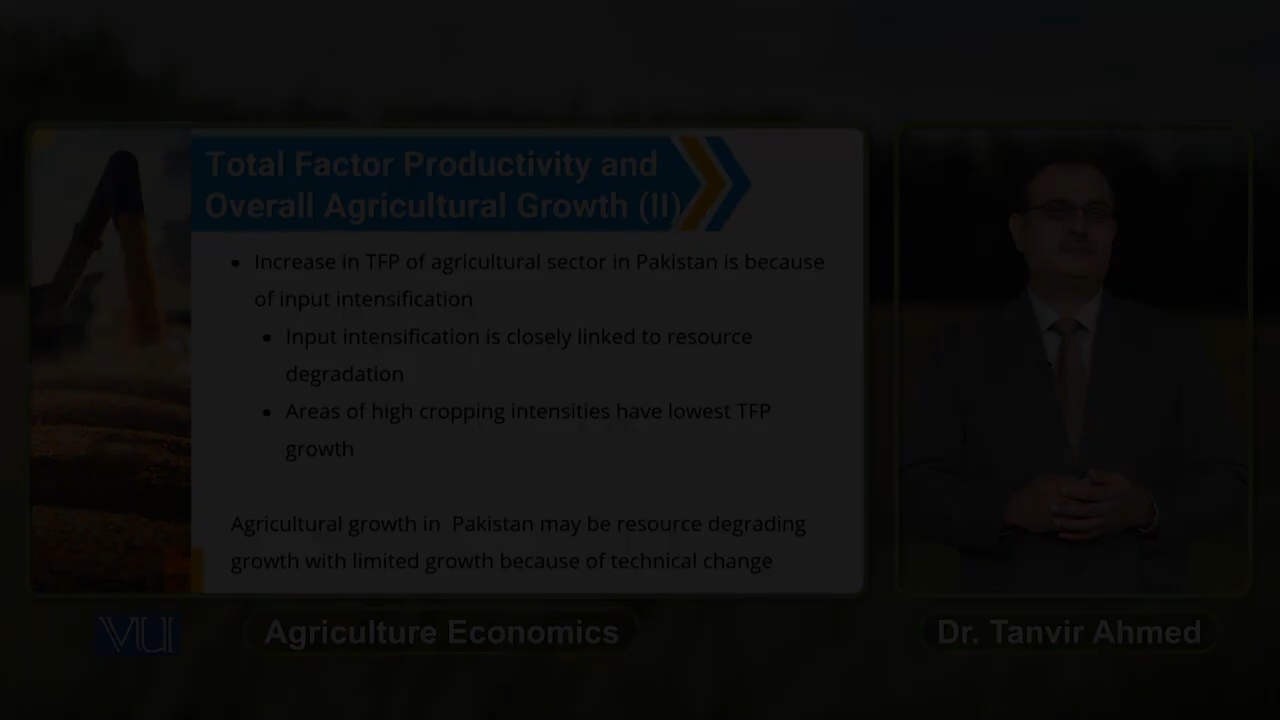 Total Factor Productivity and
Overall Agricultural Growth (II)
• Increase in TFP of agricultural sector in Pakistan is because
of input intensification
• Input intensification is closely linked to resource
degradation
• Areas of high cropping intensities have lowest TFP
growth
Agricultural growth in Pakistan may be resource degrading
growth with limited growth because of technical change
VU
Agriculture Economics
Dr. Tanvir Ahmed